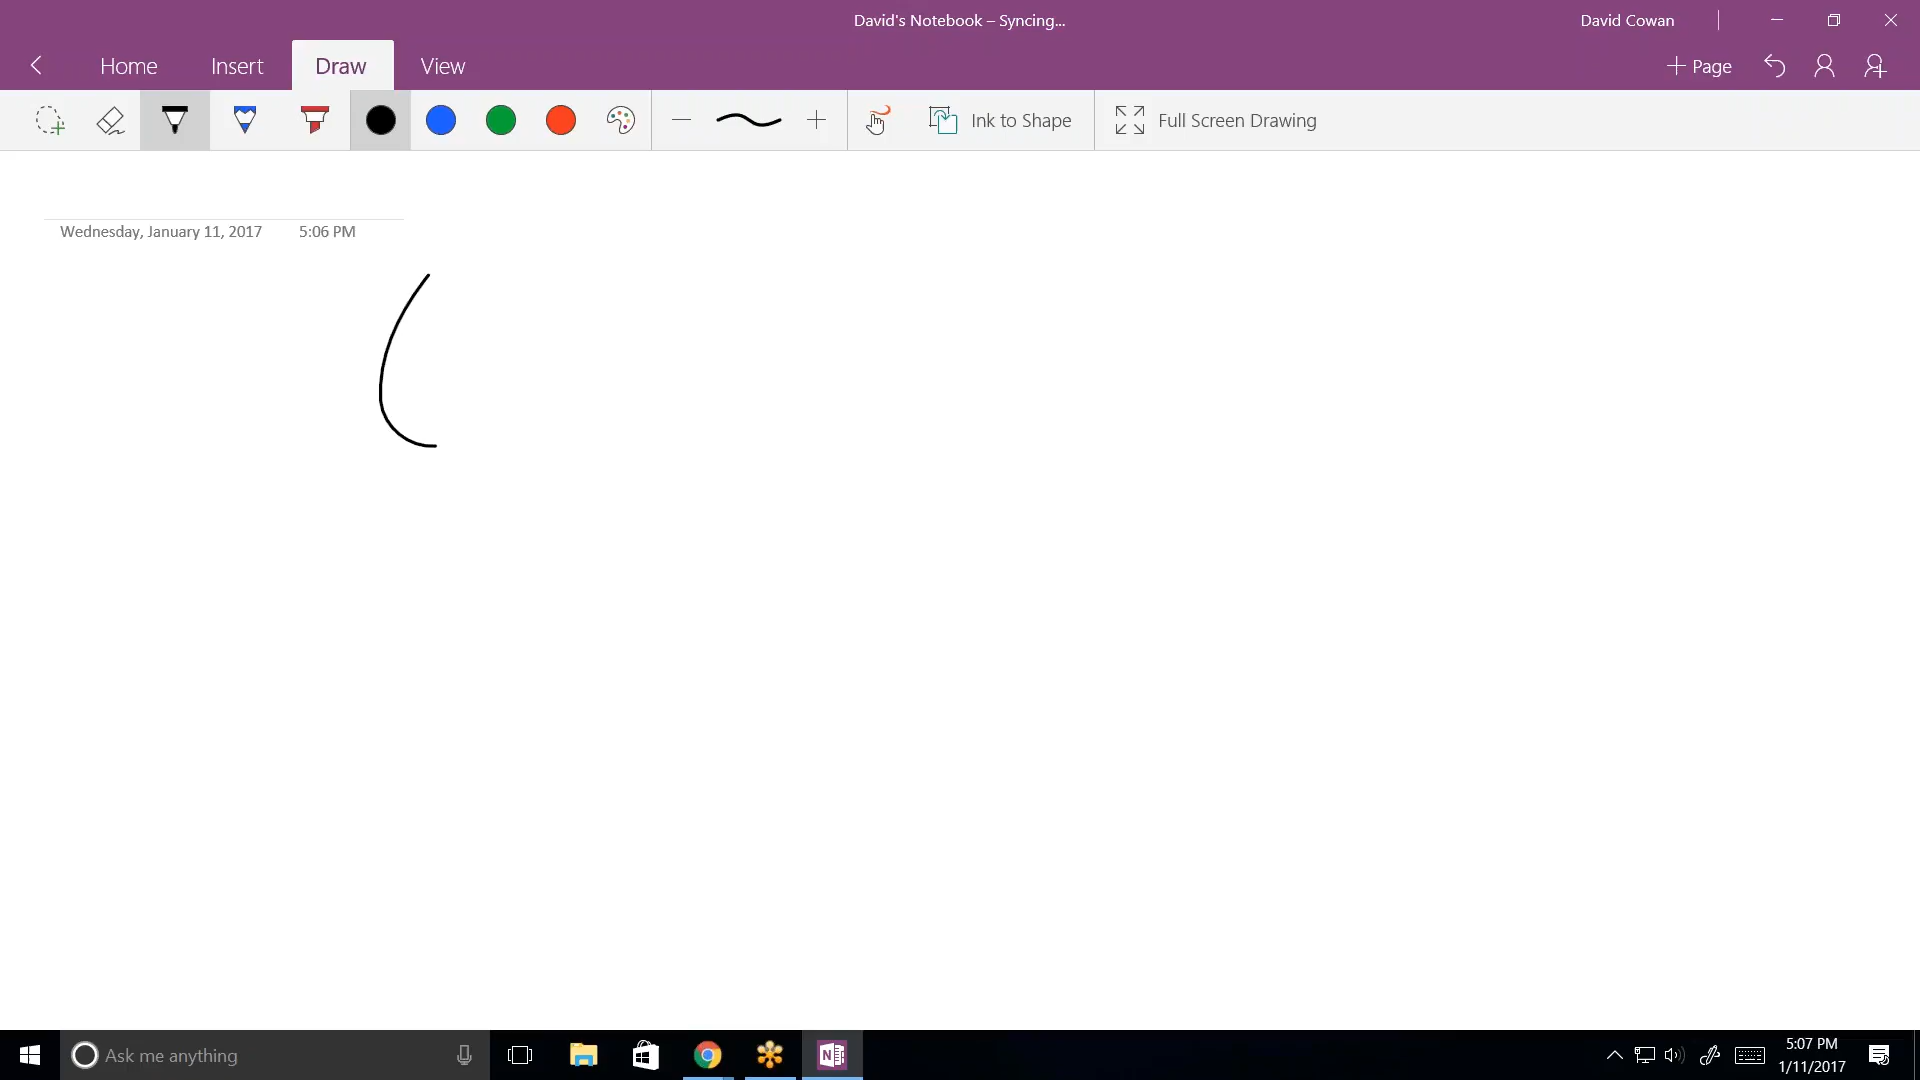 David's Notebook – Syncing...
David Cowan
Home
Insert
Draw
View
Page
Ink to Shape
Full Screen Drawing
Wednesday, January 11, 2017 5:06 PM
Ask me anything
N
5:07 PM
1/11/2017